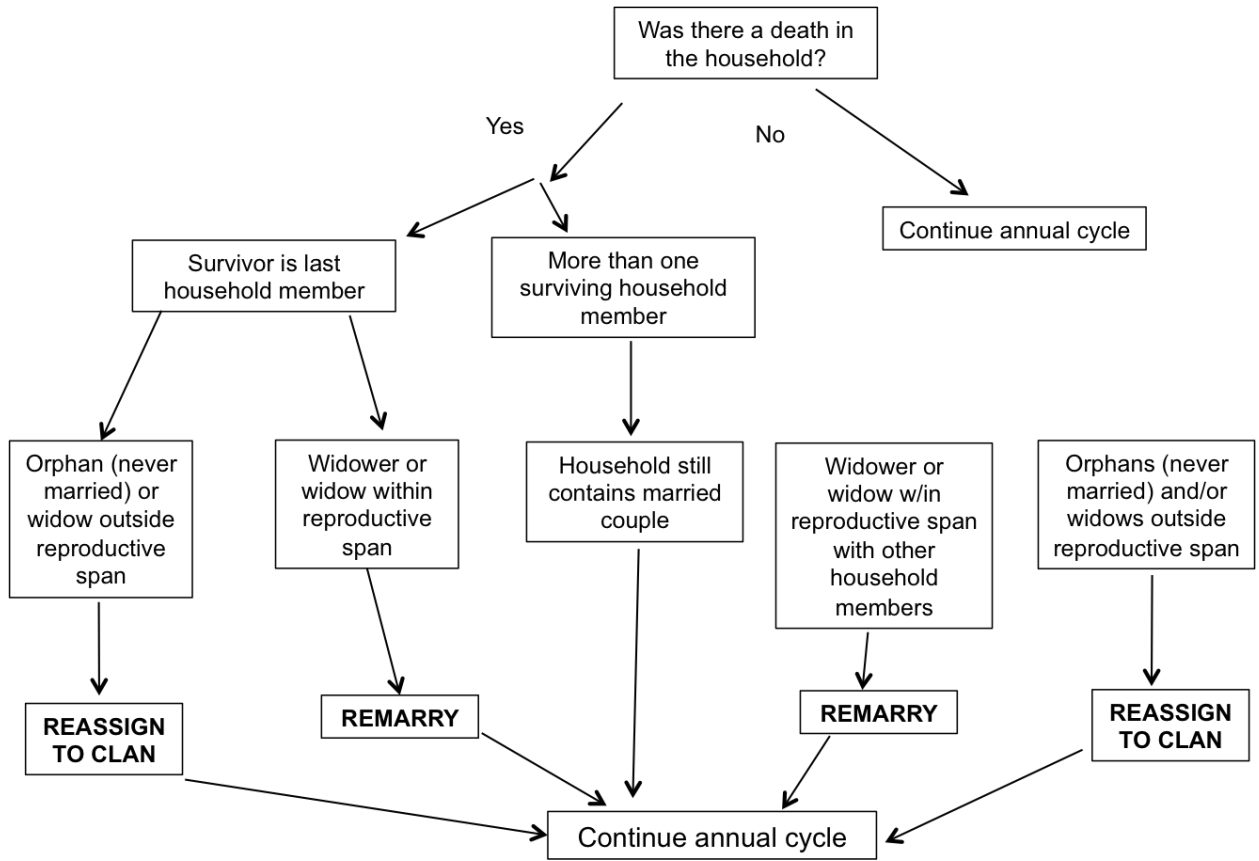 Was there a death in
the household?
Yes
No
Continue annual cycle
Survivor is last
household member
More than one
surviving household
member
Orphan (never
married) or
widow outside
reproductive
span
Widower or
widow within
reproductive
span
Household still
contains married
couple
Widower or
widow w/in
reproductive span
with other
household
members
Orphans (never
married) and/or
widows outside
reproductive span
REASSIGN
TO CLAN
REMARRY
REMARRY
REASSIGN
TO CLAN
Continue annual cycle